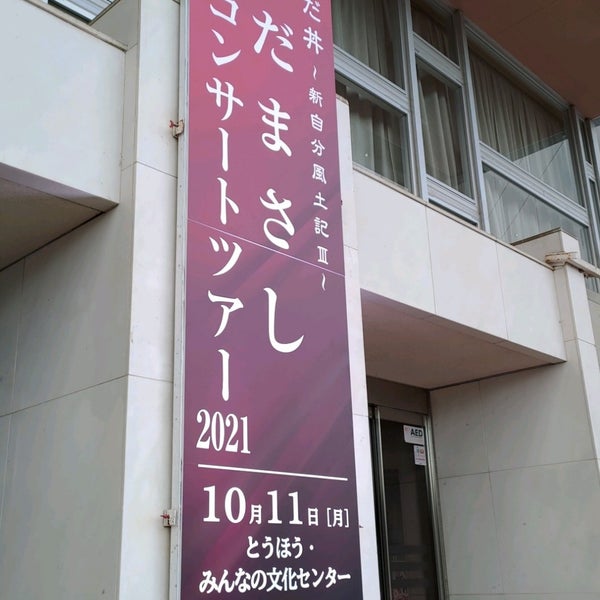 だ丼～新自分風土記Ⅲ～
だまさし
コンサートツアー
2021
10月11日[月]
とうほう・
みんなの文化センター
AED